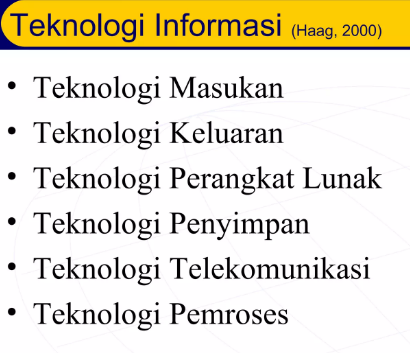 Teknologi Informasi (Haag, 2000)
• Teknologi Masukan
• Teknologi Keluaran
• Teknologi Perangkat Lunak
• Teknologi Penyimpan
• Teknologi Telekomunikasi
• Teknologi Pemroses